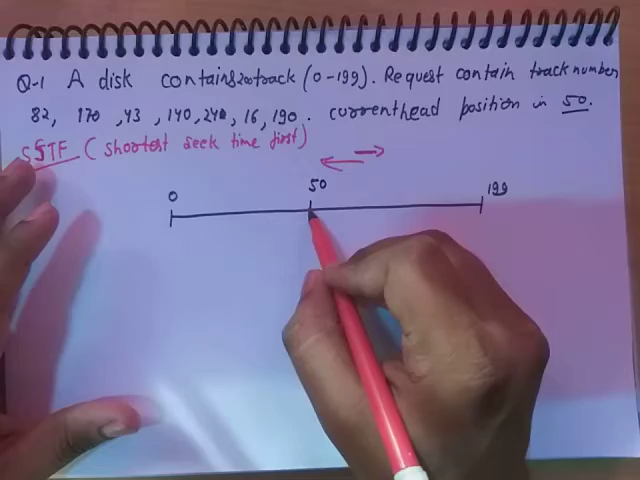 Q-1 A disk contains 200 track (0-199). Request contain track number
82, 170, 43, 140, 24, 16, 190. current head position in 50.
SSTF (shortest seek time first)
50
0
199